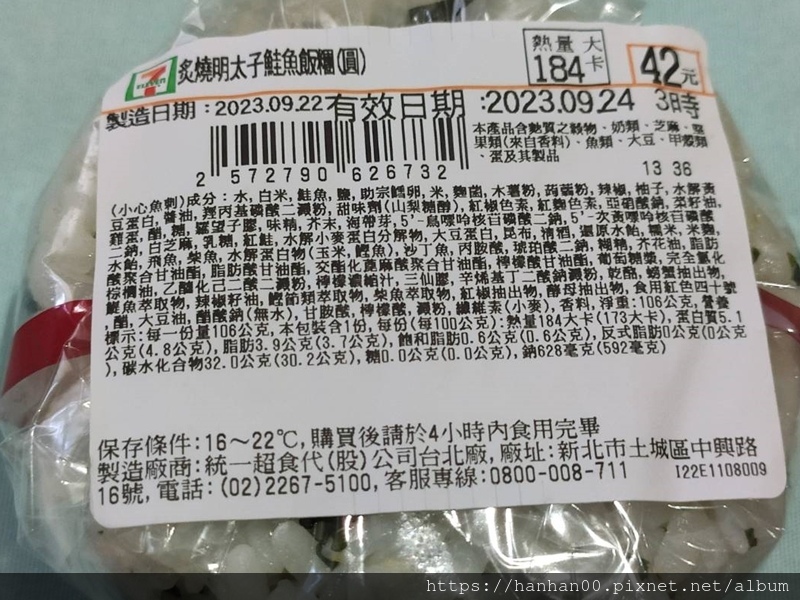 炙燒明太子鮭魚飯糰(圓)
熱量 大
184卡
42元
7
ELEVEN
製造日期:2023.09.22有效日期:2023.09.24 3時
2 572790 626732
本產品含麩質之穀物、奶類、芝麻、堅
果類(來自香料)、魚類、大豆、甲殼類
、蛋及其製品
13 36
(小心魚刺)成分:水,白米,鮭魚,鹽,助宗鱈卵,米,麴菌,木薯粉,蒟蒻粉,辣椒,柚子,水解黃
豆蛋白,醬油,羥丙基磷酸二澱粉,甜味劑(山梨糖醇),紅椒色素,紅麴色素,亞硝酸鈉,菜籽油,
雞蛋,醋,糖,羅望子膠,味精,芥末,海帶芽,5'-鳥嘌呤核苷磷酸二鈉,5'-次黃嘌呤核苷磷酸
二鈉,白芝麻,乳糖,紅鮭,水解小麥蛋白分解物,大豆蛋白,昆布,清酒,還原水飴,糯米,米麴,
水飴,飛魚,柴魚,水解蛋白物(玉米,鰹魚),沙丁魚,丙胺酸,琥珀酸二鈉,糊精,芥花油,脂肪
酸聚合甘油酯,脂肪酸甘油酯,交酯化蓖麻酸聚合甘油酯,檸檬酸甘油酯,葡萄糖漿,完全氫化
棕櫚油,乙醯化己二酸二澱粉,檸檬濃縮汁,三仙膠,辛烯基丁二酸鈉澱粉,乾酪,螃蟹抽出物,
鰹魚萃取物,辣椒籽油,鰹節類萃取物,柴魚萃取物,紅椒抽出物,酵母抽出物,食用紅色四十號
,醋,大豆油,醋酸鈉(無水),甘胺酸,檸檬酸,澱粉,纖維素(小麥),香料,淨重:106公克,營養
標示:每一份量106公克,本包裝含1份,每份(每100公克):熱量184大卡(173大卡),蛋白質5.1
公克(4.8公克),脂肪3.9公克(3.7公克),飽和脂肪0.6公克(0.6公克),反式脂肪0公克(0公
克),碳水化合物32.0公克(30.2公克),糖0.0公克(0.0公克),鈉628毫克(592毫克)
保存條件:16～22℃,購買後請於4小時內食用完畢
製造廠商:統一超食代(股)公司台北廠,廠址:新北市土城區中興路
16號,電話:(02)2267-5100,客服專線:0800-008-711
I22E1108009
https://hanhan00.pixnet.net/album